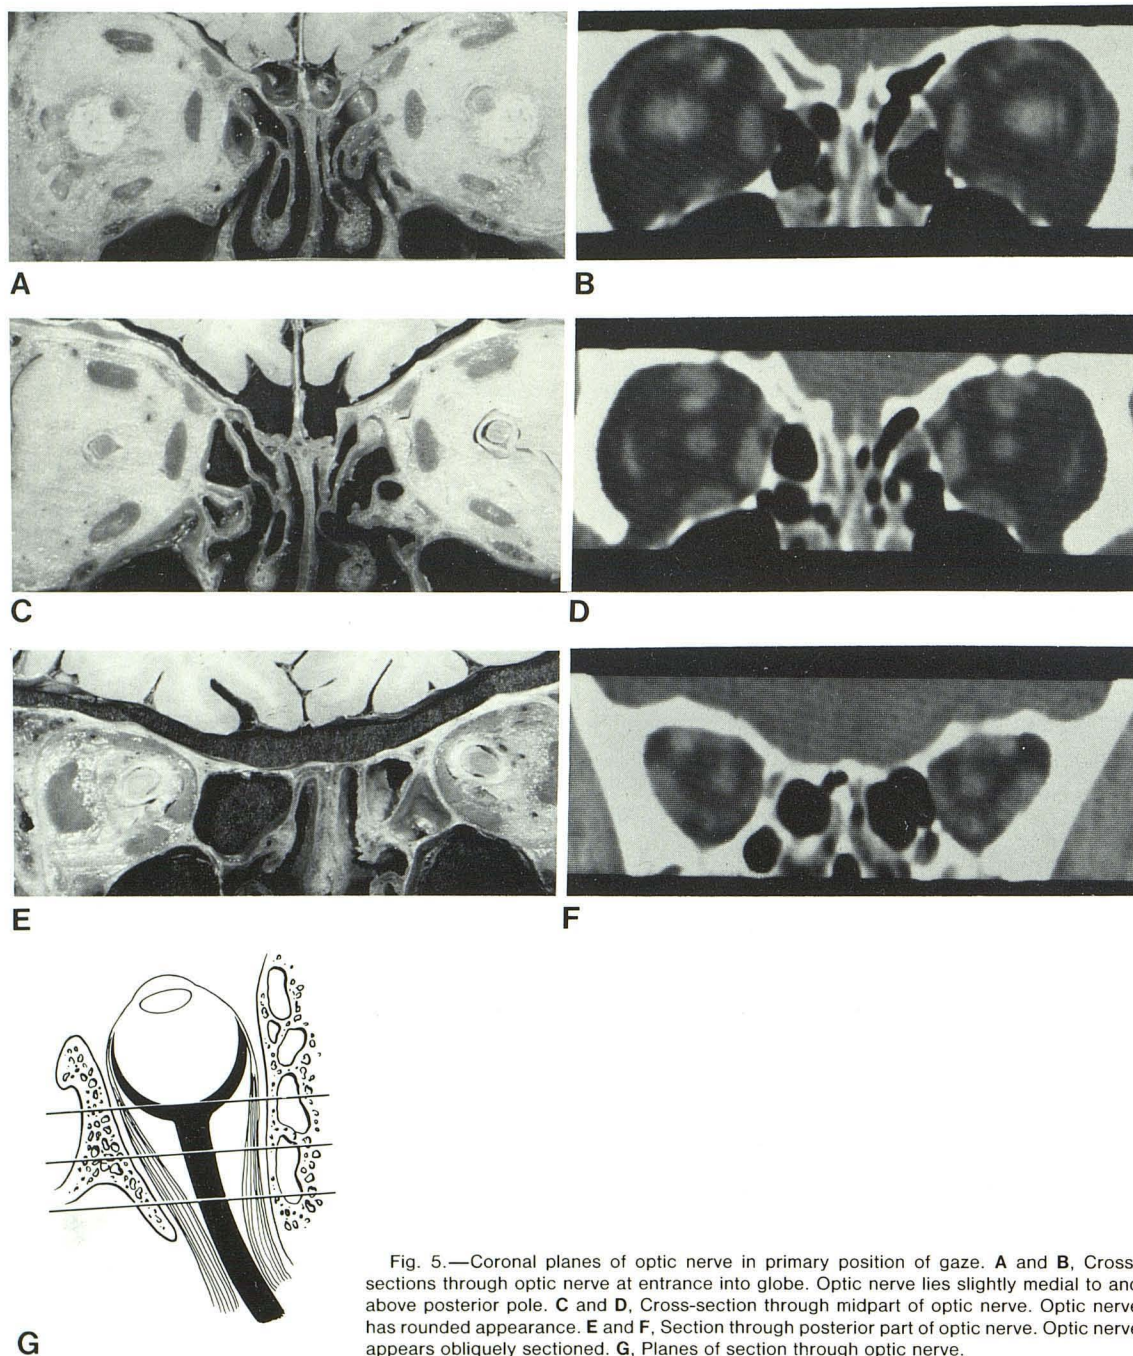 A
B
C
D
E
F
G
Fig. 5.—Coronal planes of optic nerve in primary position of gaze. A and B, Cross-
sections through optic nerve at entrance into globe. Optic nerve lies slightly medial to and
above posterior pole. C and D, Cross-section through midpart of optic nerve. Optic nerve
has rounded appearance. E and F, Section through posterior part of optic nerve. Optic nerve
appears obliquely sectioned. G, Planes of section through optic nerve.